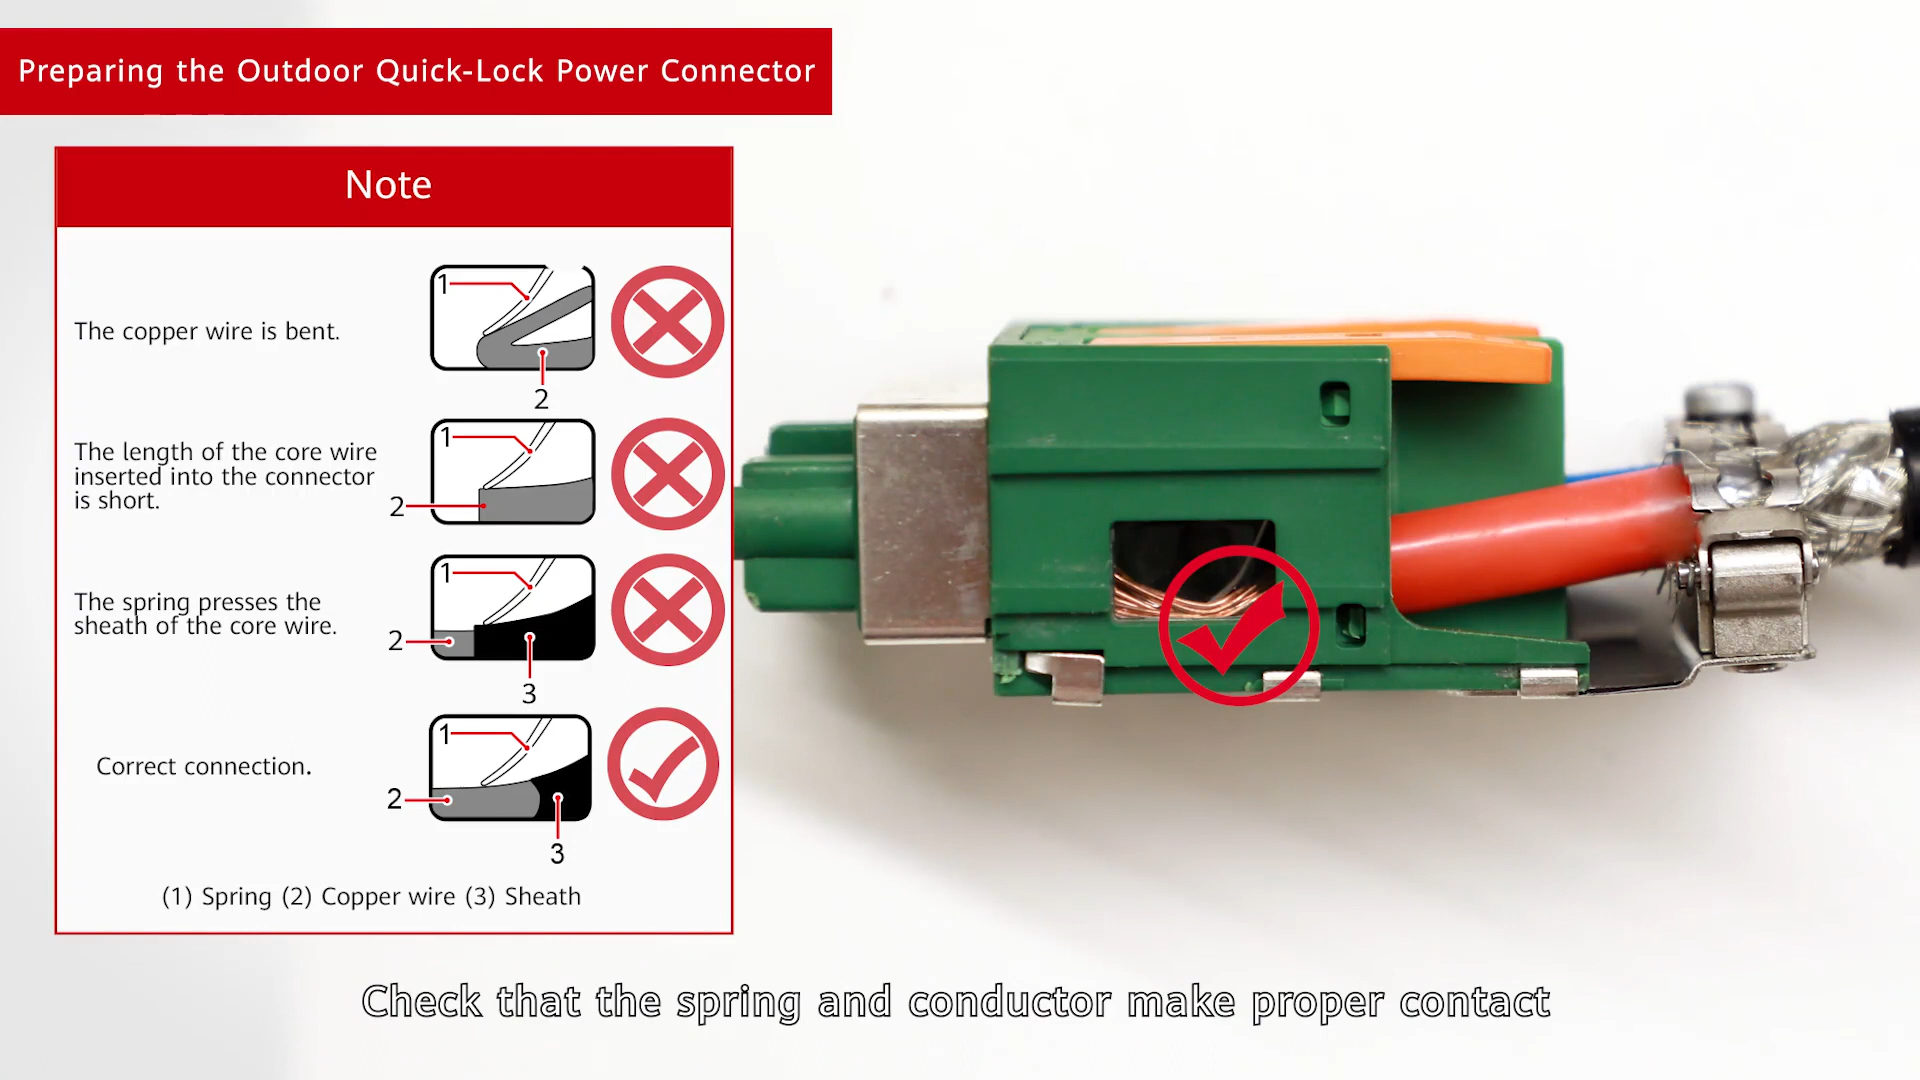 Preparing the Outdoor Quick-Lock Power Connector
Note
The copper wire is bent.
1
2
The length of the core wire
inserted into the connector
is short.
1
2
The spring presses the
sheath of the core wire.
1
2
3
Correct connection.
1
2
3
(1) Spring (2) Copper wire (3) Sheath
Check that the spring and conductor make proper contact